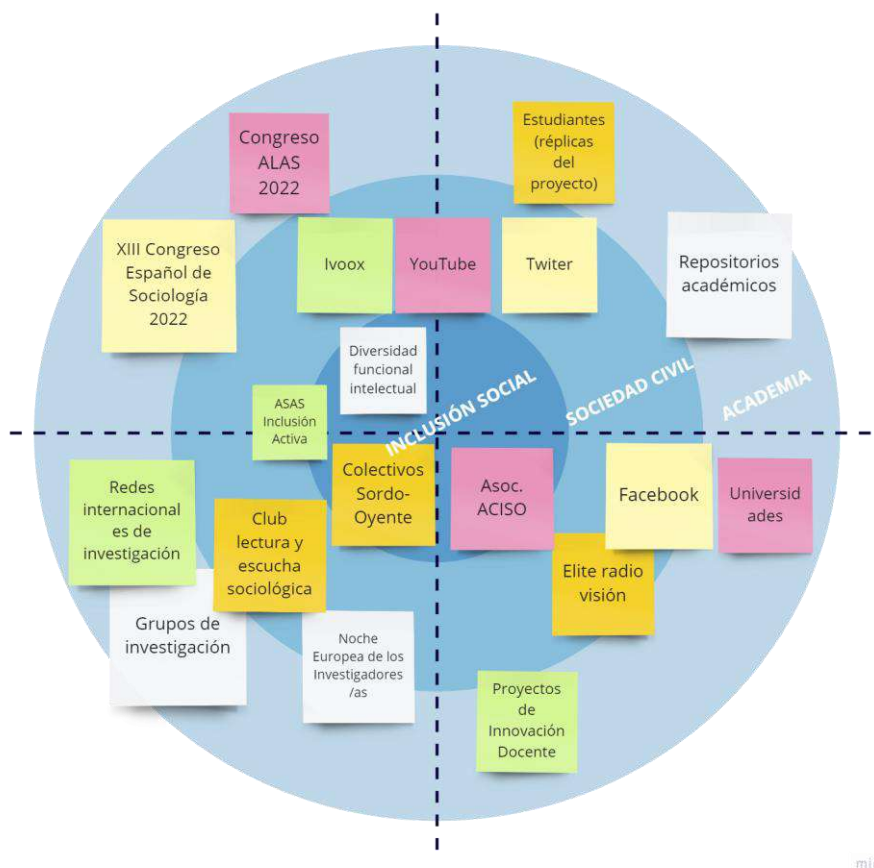 Congreso
ALAS
2022
Estudiantes
(réplicas
del
proyecto)
XIII Congreso
Español de
Sociología
2022
Ivoox
YouTube
Twiter
Repositorios
académicos
Diversidad
funcional
intelectual
INCLUSIÓN SOCIAL
SOCIEDAD CIVIL
ACADEMIA
ASAS
Inclusión
Activa
Colectivos
Sordo-
Oyente
Asoc.
ACISO
Facebook
Universid
ades
Redes
internacional
es de
investigación
Club
lectura y
escucha
sociológica
Elite radio
visión
Grupos de
investigación
Noche
Europea de los
Investigadores
/as
Proyectos
de
Innovación
Docente